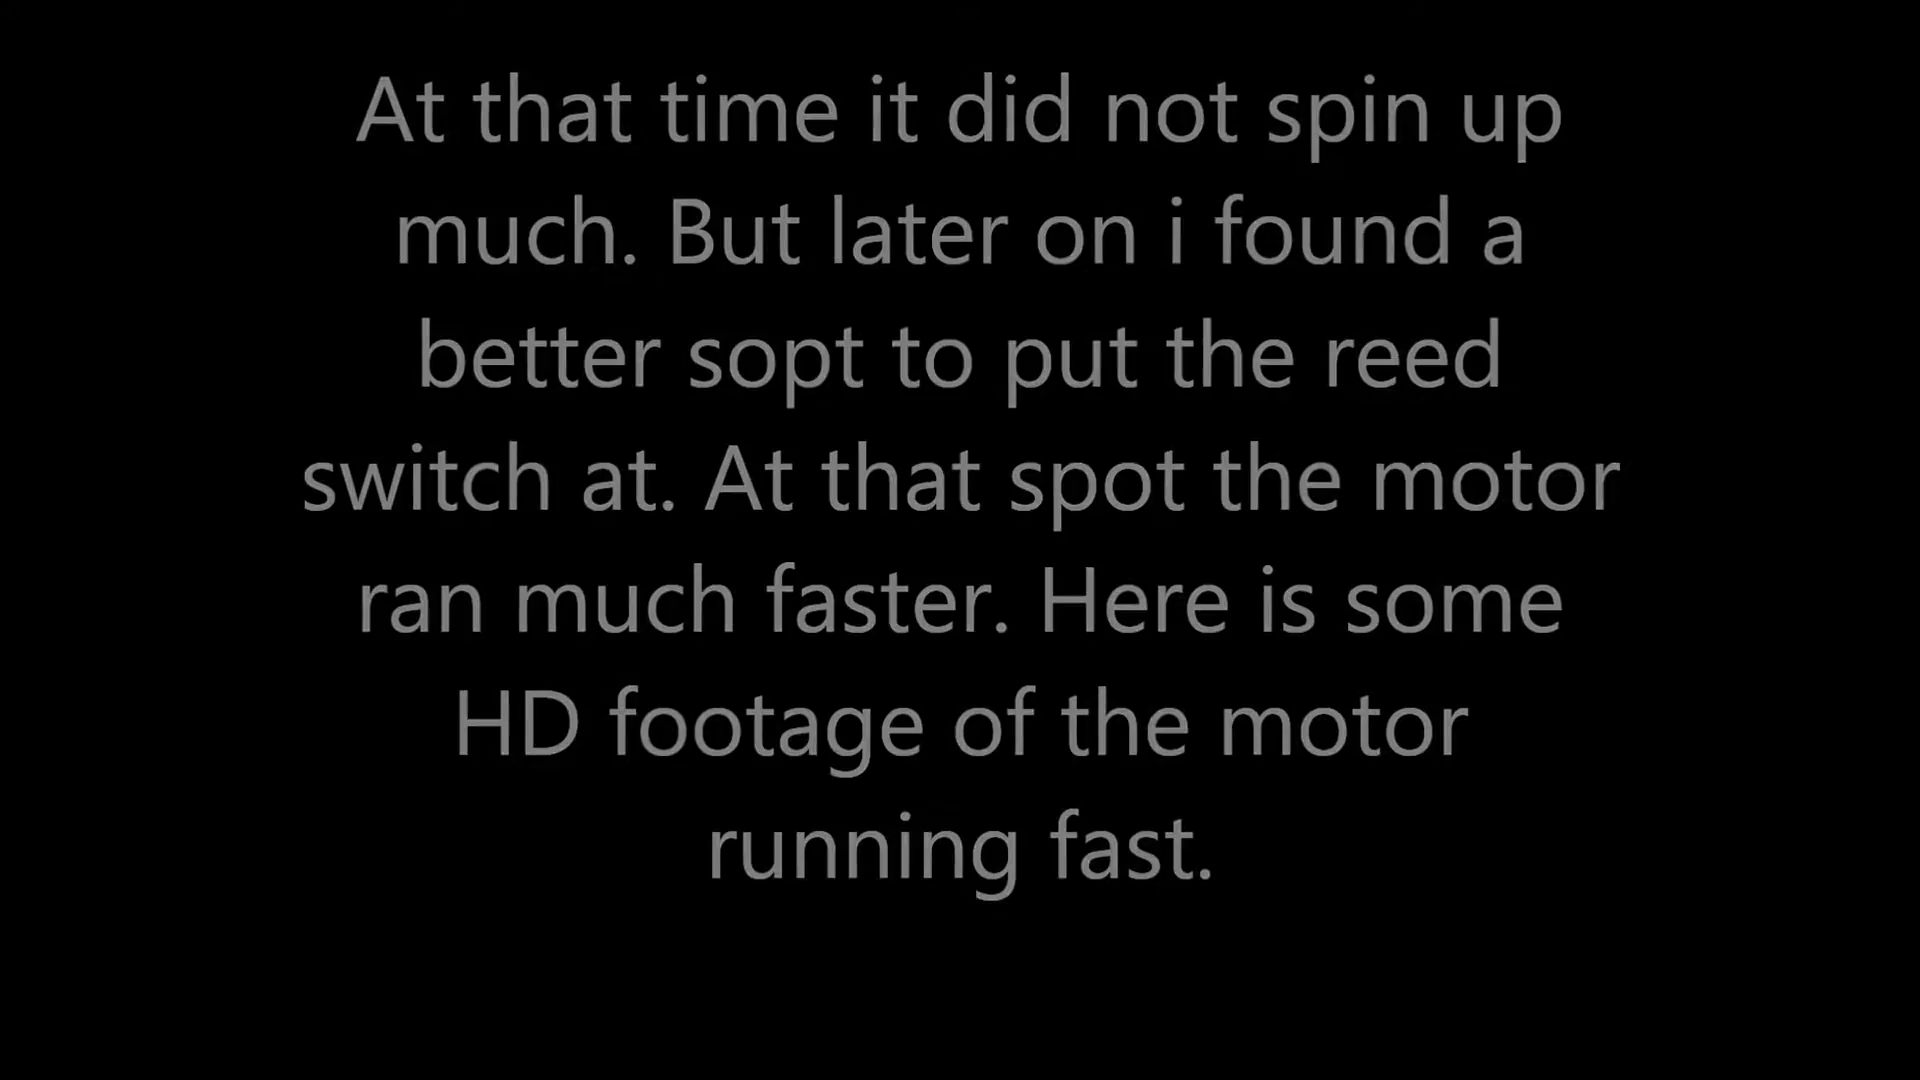 At that time it did not spin up
much. But later on i found a
better sopt to put the reed
switch at. At that spot the motor
ran much faster. Here is some
HD footage of the motor
running fast.